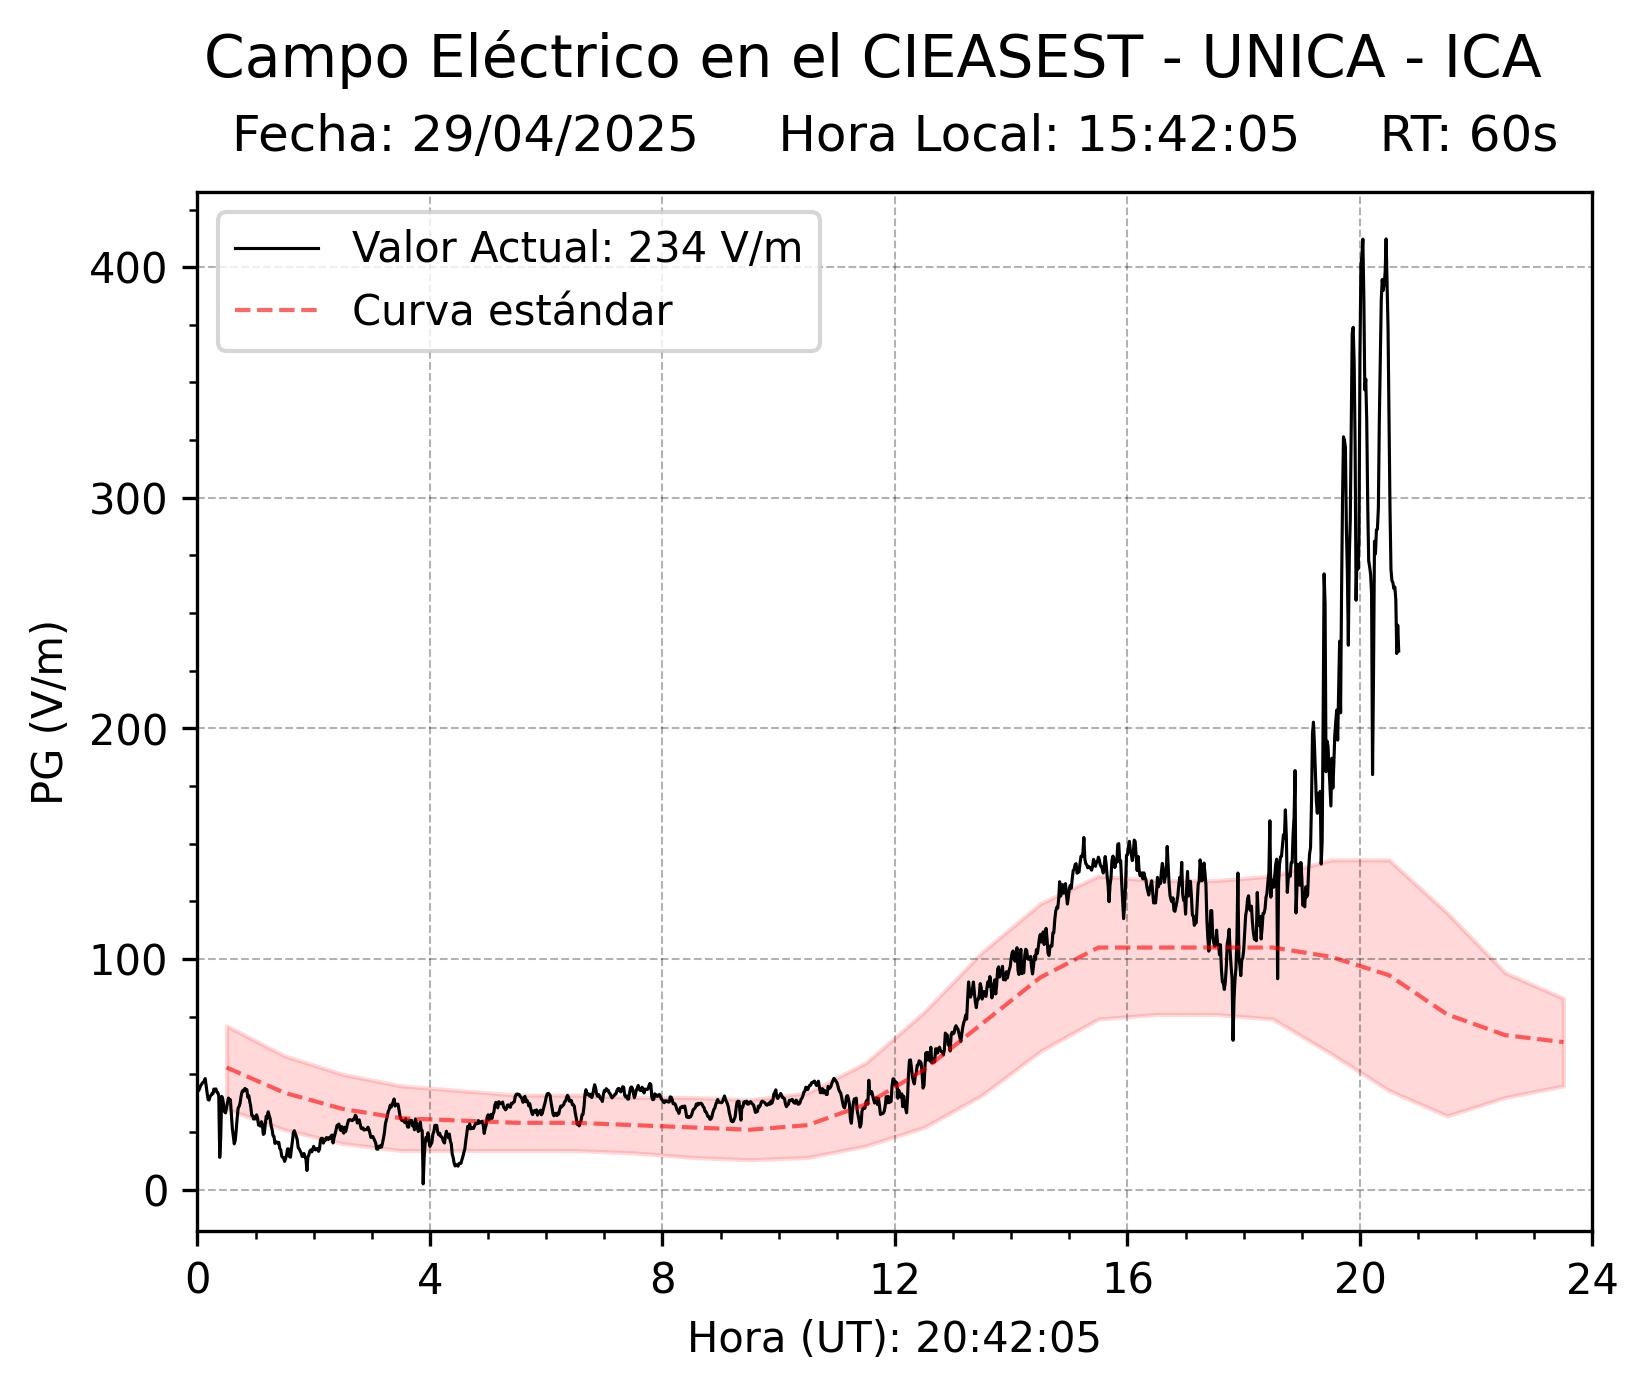 Campo Eléctrico en el CIEASEST - UNICA - ICA
Fecha: 29/04/2025 Hora Local: 15:42:05 RT: 60s
Valor Actual: 234 V/m
Curva estándar
400
300
200
100
0
PG (V/m)
0 4 8 12 16 20 24
Hora (UT): 20:42:05